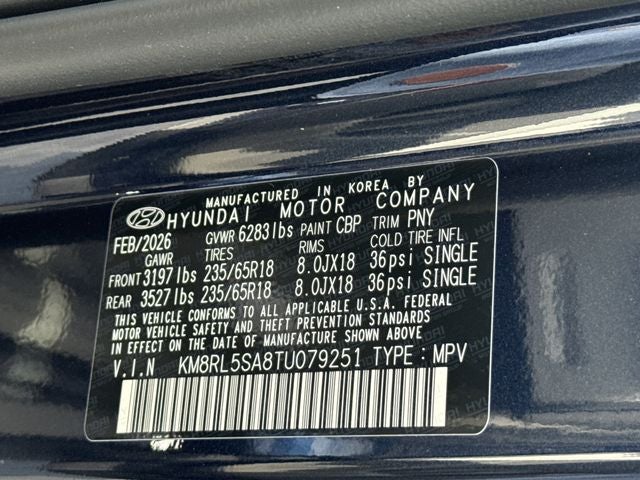 MANUFACTURED IN KOREA BY
HYUNDAI MOTOR COMPANY
FEB/2026 GVWR 6283lbs PAINT CBP TRIM PNY
GAWR TIRES RIMS COLD TIRE INFL
FRONT 3197lbs 235/65R18 8.0JX18 36psi SINGLE
REAR 3527lbs 235/65R18 8.0JX18 36psi SINGLE
THIS VEHICLE CONFORMS TO ALL APPLICABLE U.S.A. FEDERAL
MOTOR VEHICLE SAFETY AND THEFT PREVENTION STANDARDS
IN EFFECT ON THE DATE OF MANUFACTURE SHOWN ABOVE.
V.I.N KM8RL5SA8TU079251 TYPE : MPV